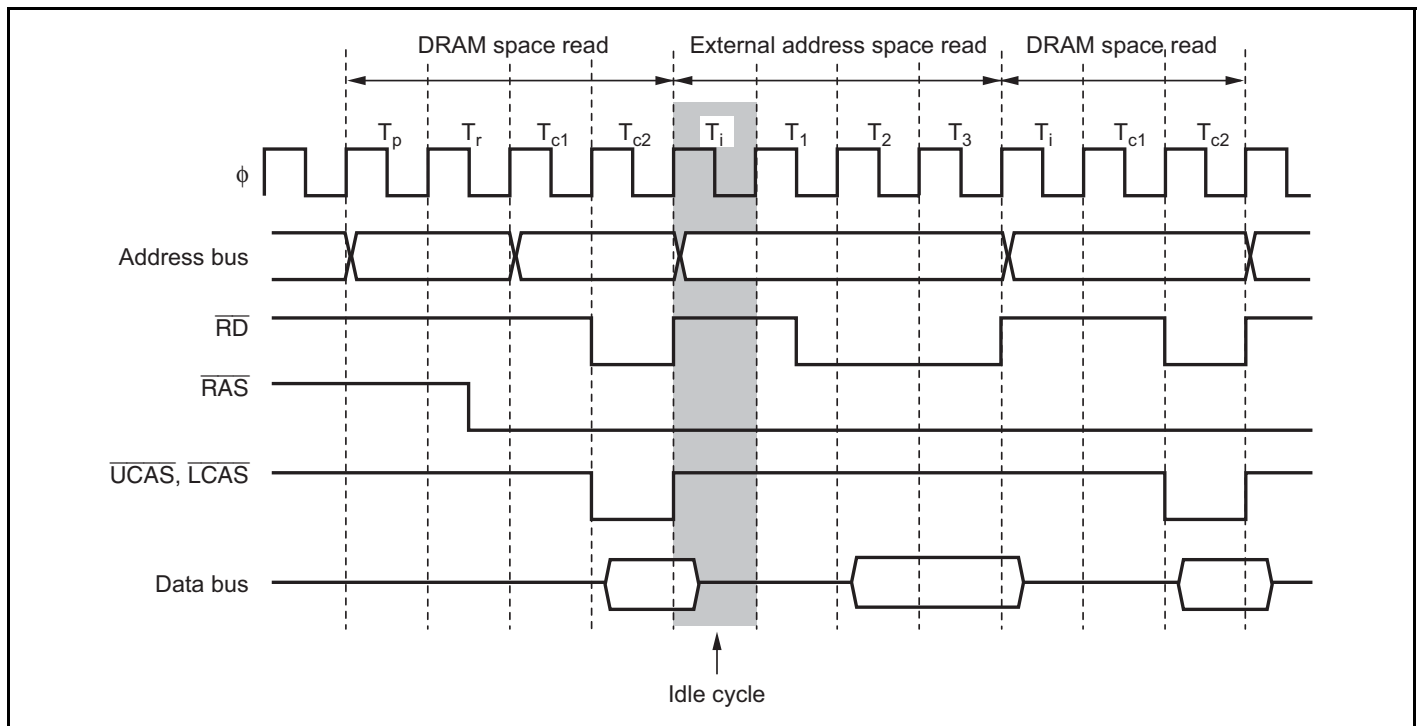 DRAM space read External address space read DRAM space read
Tp Tr Tc1 Tc2 Ti T1 T2 T3 Ti Tc1 Tc2
ϕ
Address bus
RD
RAS
UCAS, LCAS
Data bus
Idle cycle